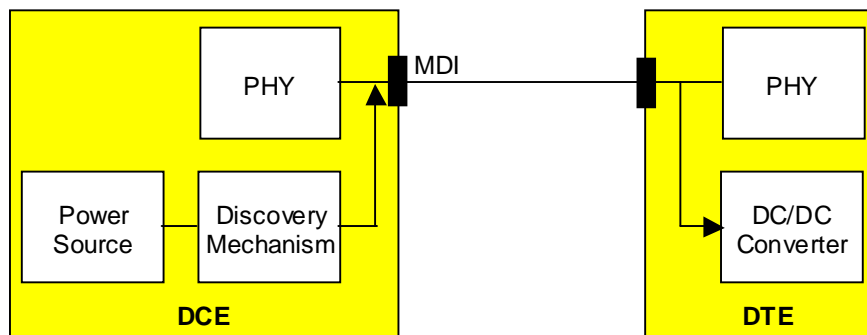 PHY
MDI
PHY
Power
Source
Discovery
Mechanism
DC/DC
Converter
DCE
DTE